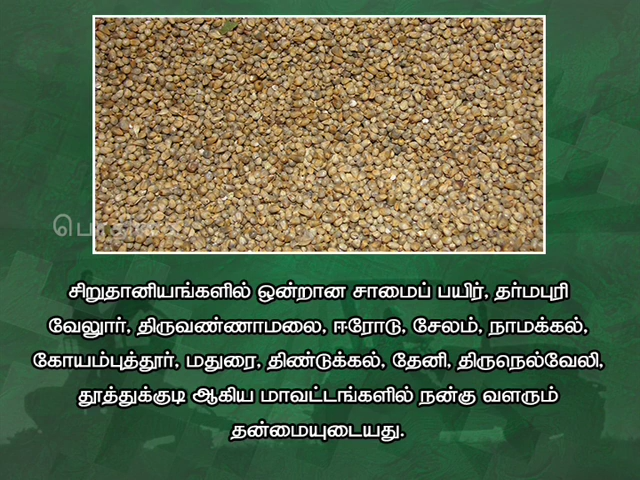 பொதிகை
சிறுதானியங்களில் ஒன்றான சாமைப் பயிர், தர்மபுரி
வேலூர், திருவண்ணாமலை, ஈரோடு, சேலம், நாமக்கல்,
கோயம்புத்தூர், மதுரை, திண்டுக்கல், தேனி, திருநெல்வேலி,
தூத்துக்குடி ஆகிய மாவட்டங்களில் நன்கு வளரும்
தன்மையுடையது.